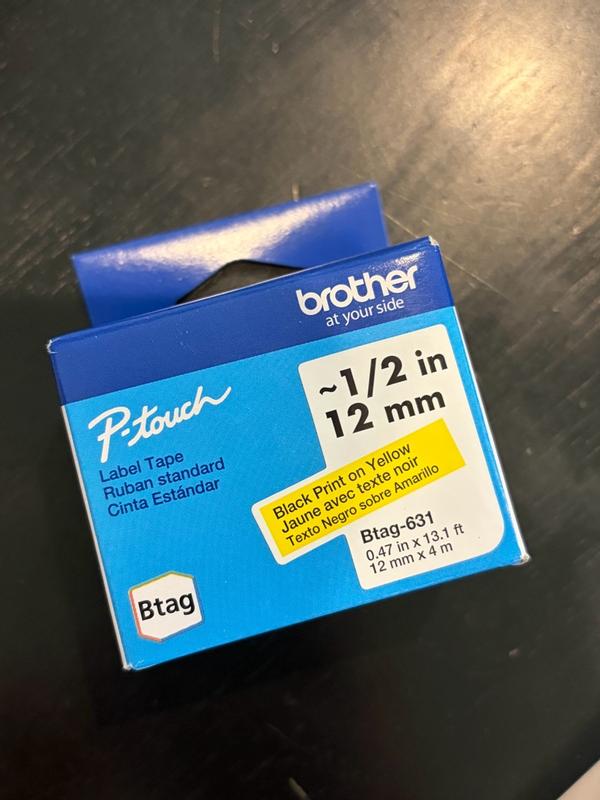 brother
at your side
~1/2 in
12 mm
P-touch
Label Tape
Ruban standard
Cinta Estándar
Black Print on Yellow
Jaune avec texte noir
Texto Negro sobre Amarillo
Btag-631
0.47 in x 13.1 ft
12 mm x 4 m
Btag